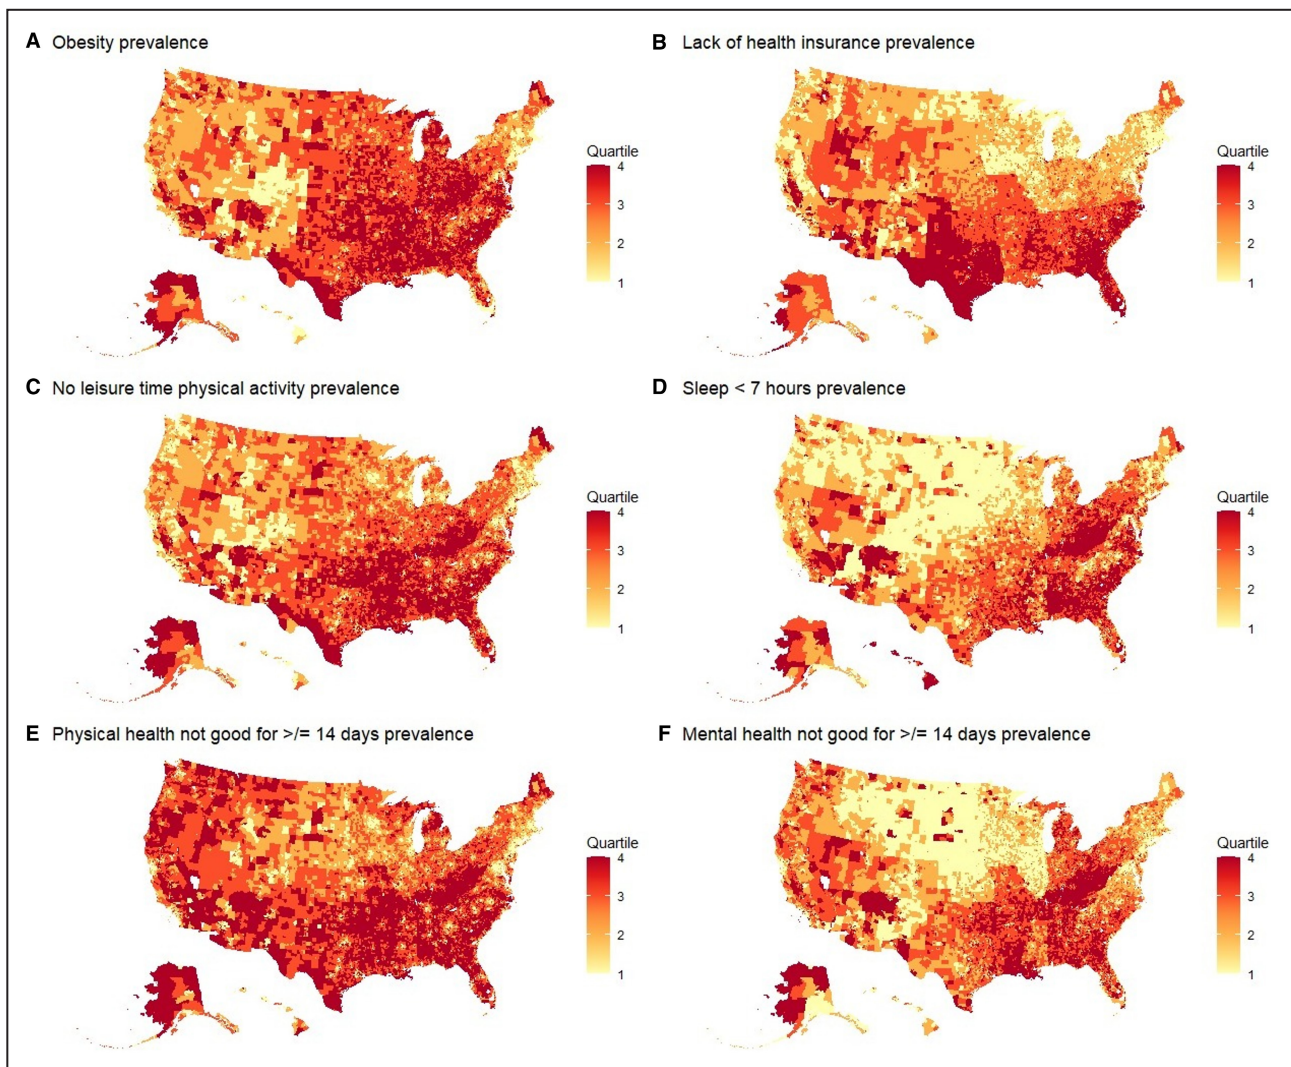 A Obesity prevalence
B Lack of health insurance prevalence
Quartile
4
3
2
1
Quartile
4
3
2
1
C No leisure time physical activity prevalence
D Sleep < 7 hours prevalence
Quartile
4
3
2
1
Quartile
4
3
2
1
E Physical health not good for >/= 14 days prevalence
F Mental health not good for >/= 14 days prevalence
Quartile
4
3
2
1
Quartile
4
3
2
1